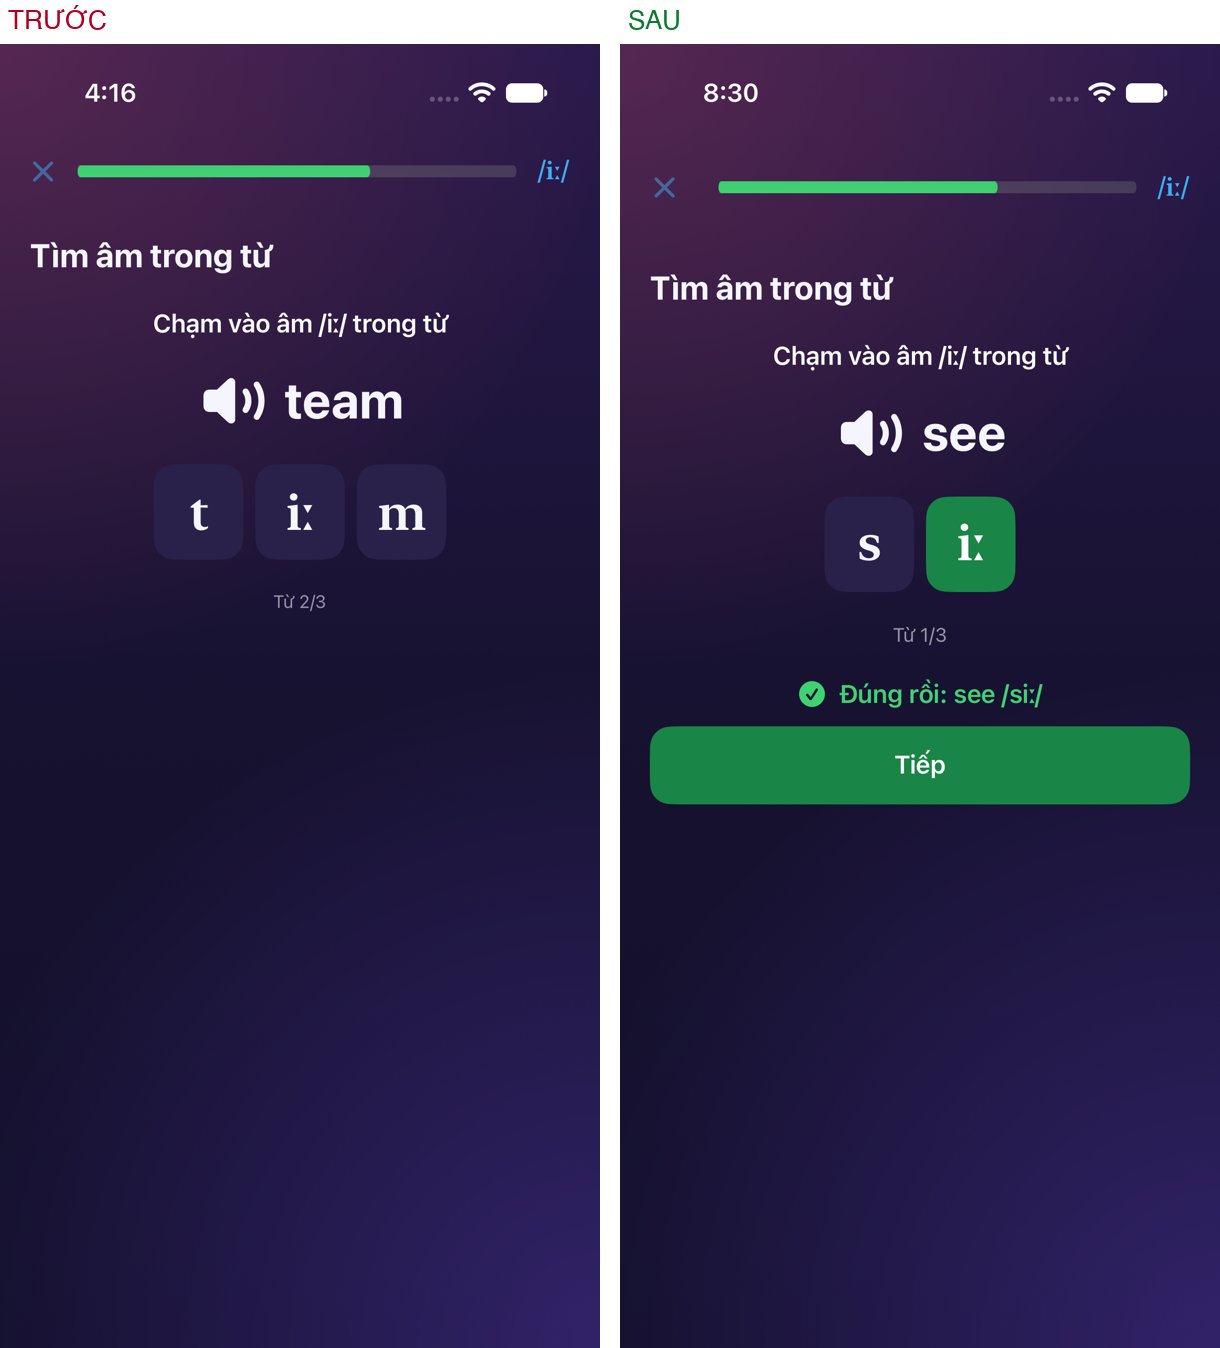 TRƯỚC
4:16
/iː/
Tìm âm trong từ
Chạm vào âm /iː/ trong từ
team
t iː m
Từ 2/3
SAU
8:30
/iː/
Tìm âm trong từ
Chạm vào âm /iː/ trong từ
see
s iː
Từ 1/3
Đúng rồi: see /siː/
Tiếp